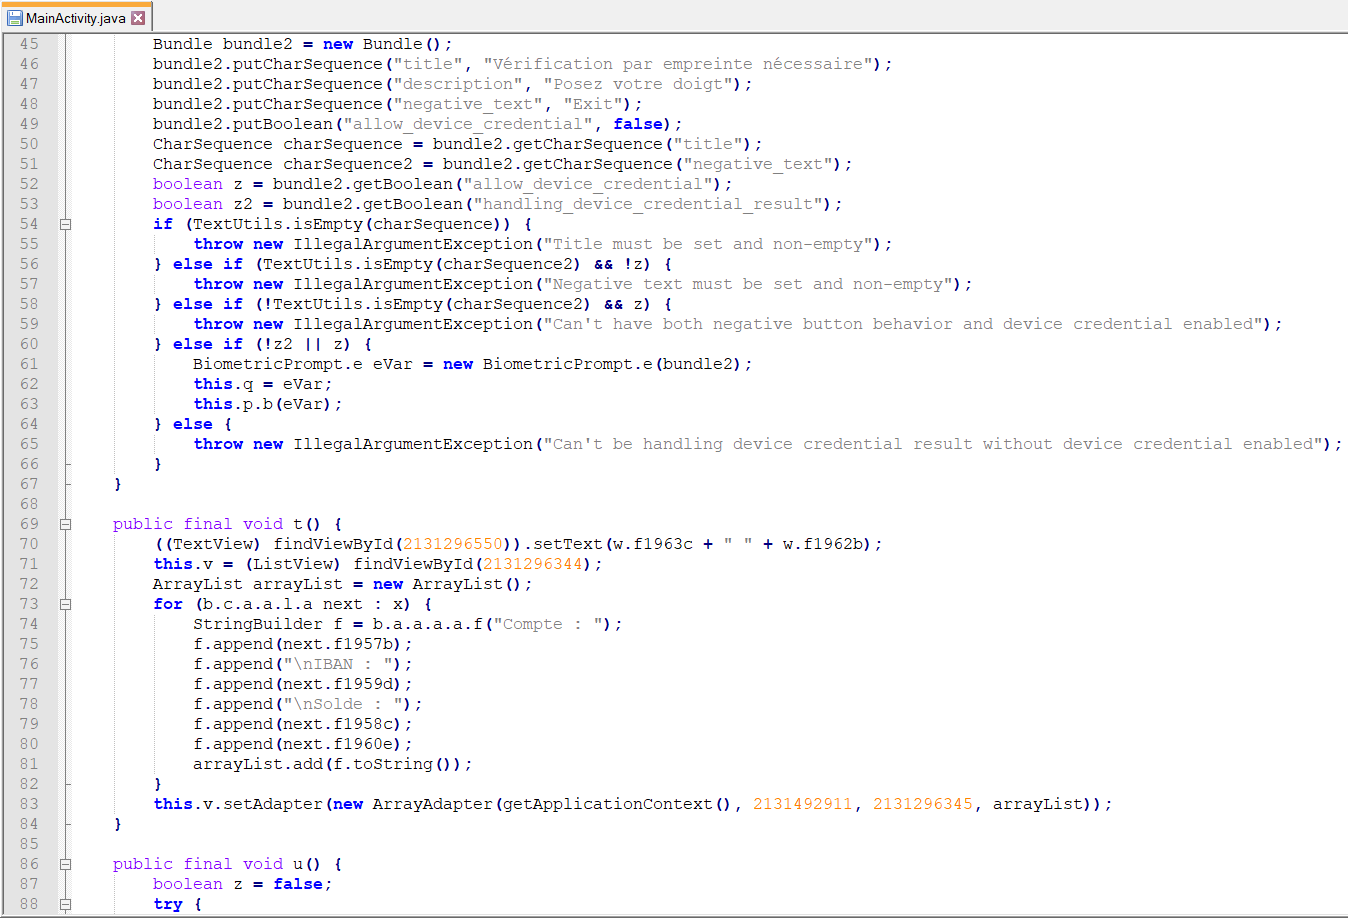 MainActivity.java
45 Bundle bundle2 = new Bundle();
46 bundle2.putCharSequence("title", "Vérification par empreinte nécessaire");
47 bundle2.putCharSequence("description", "Posez votre doigt");
48 bundle2.putCharSequence("negative_text", "Exit");
49 bundle2.putBoolean("allow_device_credential", false);
50 CharSequence charSequence = bundle2.getCharSequence("title");
51 CharSequence charSequence2 = bundle2.getCharSequence("negative_text");
52 boolean z = bundle2.getBoolean("allow_device_credential");
53 boolean z2 = bundle2.getBoolean("handling_device_credential_result");
54 if (TextUtils.isEmpty(charSequence)) {
55 throw new IllegalArgumentException("Title must be set and non-empty");
56 } else if (TextUtils.isEmpty(charSequence2) && !z) {
57 throw new IllegalArgumentException("Negative text must be set and non-empty");
58 } else if (!TextUtils.isEmpty(charSequence2) && z) {
59 throw new IllegalArgumentException("Can't have both negative button behavior and device credential enabled");
60 } else if (!z2 || z) {
61 BiometricPrompt.e eVar = new BiometricPrompt.e(bundle2);
62 this.q = eVar;
63 this.p.b(eVar);
64 } else {
65 throw new IllegalArgumentException("Can't be handling device credential result without device credential enabled");
66 }
67 }
68
69 public final void t() {
70 ((TextView) findViewById(2131296550)).setText(w.f1963c + " " + w.f1962b);
71 this.v = (ListView) findViewById(2131296344);
72 ArrayList arrayList = new ArrayList();
73 for (b.c.a.a.l.a next : x) {
74 StringBuilder f = b.a.a.a.a.f("Compte : ");
75 f.append(next.f1957b);
76 f.append("\nIBAN : ");
77 f.append(next.f1959d);
78 f.append("\nSolde : ");
79 f.append(next.f1958c);
80 f.append(next.f1960e);
81 arrayList.add(f.toString());
82 }
83 this.v.setAdapter(new ArrayAdapter(getApplicationContext(), 2131492911, 2131296345, arrayList));
84 }
85
86 public final void u() {
87 boolean z = false;
88 try {